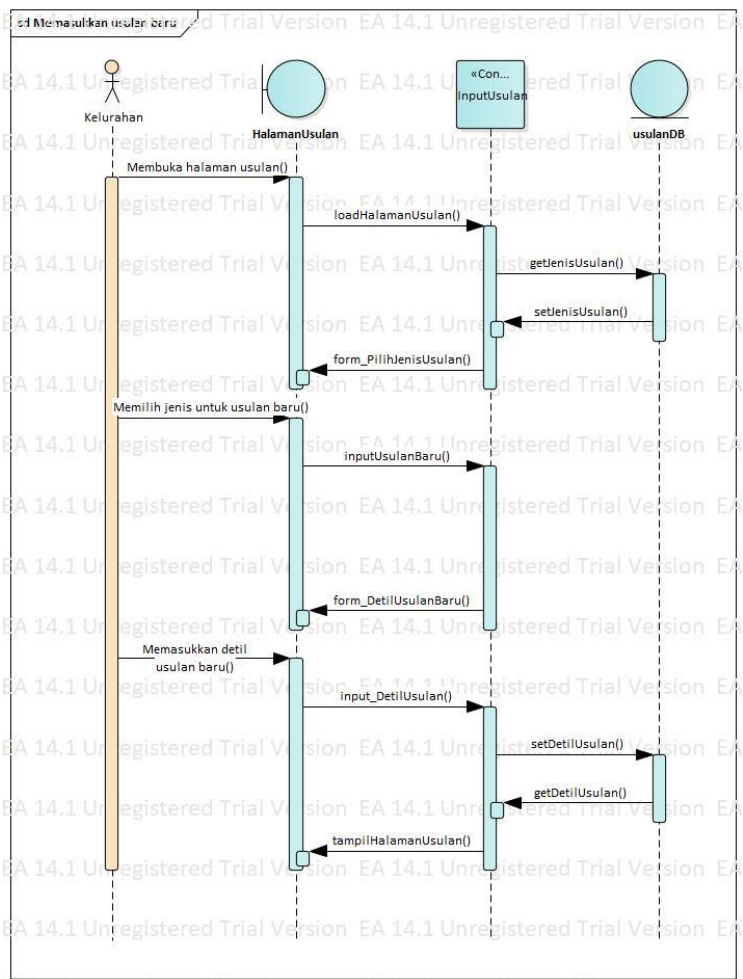 sd Memasukkan usulan baru
Kelurahan
HalamanUsulan
«Con...
InputUsulan
usulanDB
Membuka halaman usulan()
loadHalamanUsulan()
getJenisUsulan()
setJenisUsulan()
form_PilihJenisUsulan()
Memilih jenis untuk usulan baru()
inputUsulanBaru()
form_DetilUsulanBaru()
Memasukkan detil
usulan baru()
input_DetilUsulan()
setDetilUsulan()
getDetilUsulan()
tampilHalamanUsulan()
EA 14.1 Unregistered Trial Version